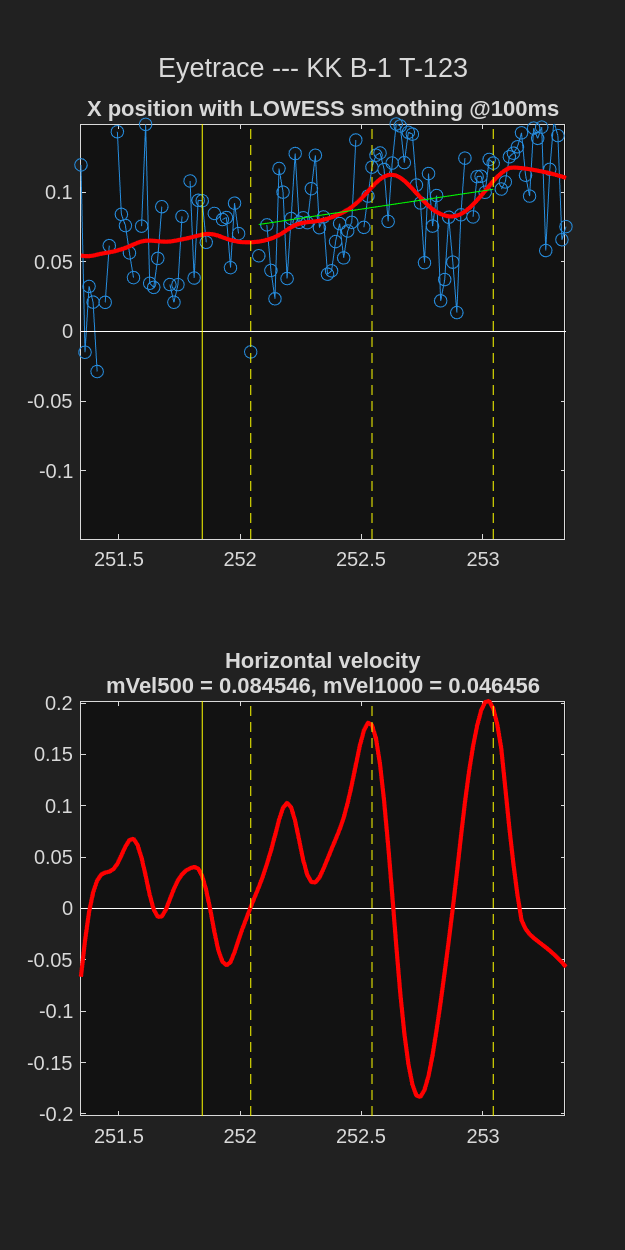 Eyetrace --- KK B-1 T-123
X position with LOWESS smoothing @100ms
0.1
0.05
0
-0.05
-0.1
251.5 252 252.5 253
Horizontal velocity
mVel500 = 0.084546, mVel1000 = 0.046456
0.2
0.15
0.1
0.05
0
-0.05
-0.1
-0.15
-0.2
251.5 252 252.5 253